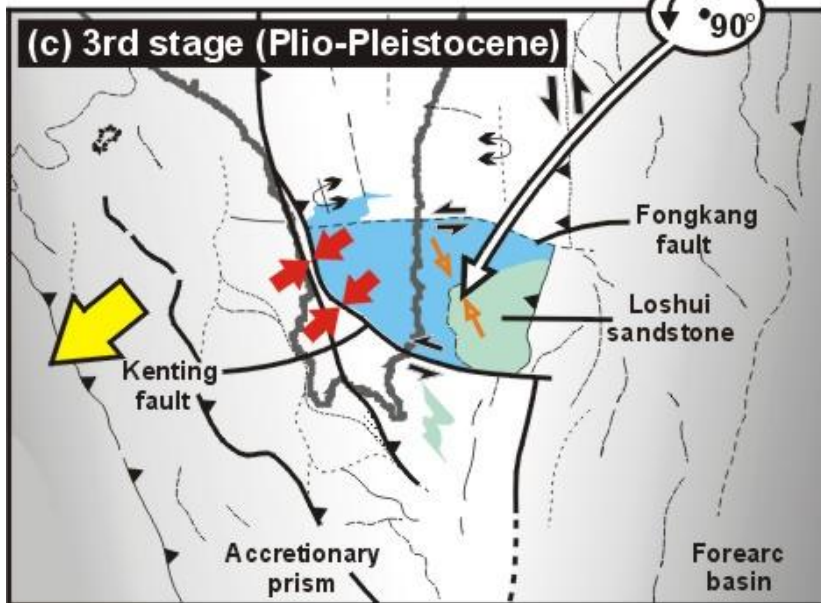 (c) 3rd stage (Plio-Pleistocene)
90°
Fongkang
fault
Loshui
sandstone
Kenting
fault
Accretionary
prism
Forearc
basin